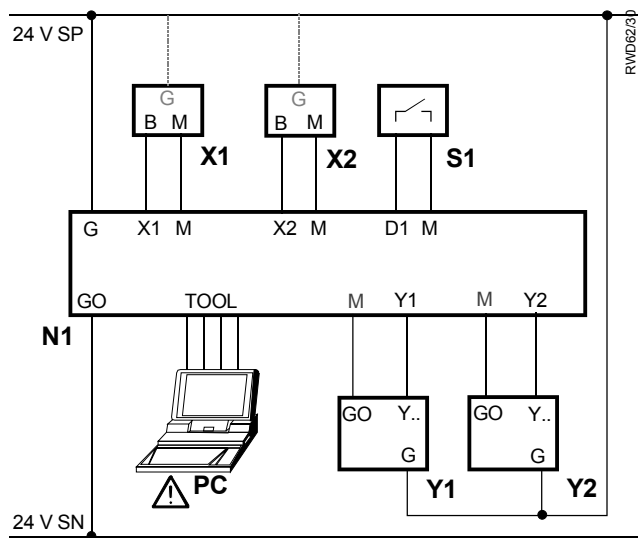 24 V SP
RWD62/30
G
G
B M
B M
X1
X2
S1
G X1 M X2 M D1 M
GO TOOL M Y1 M Y2
N1
GO Y..
GO Y..
G
G
PC
Y1
Y2
24 V SN